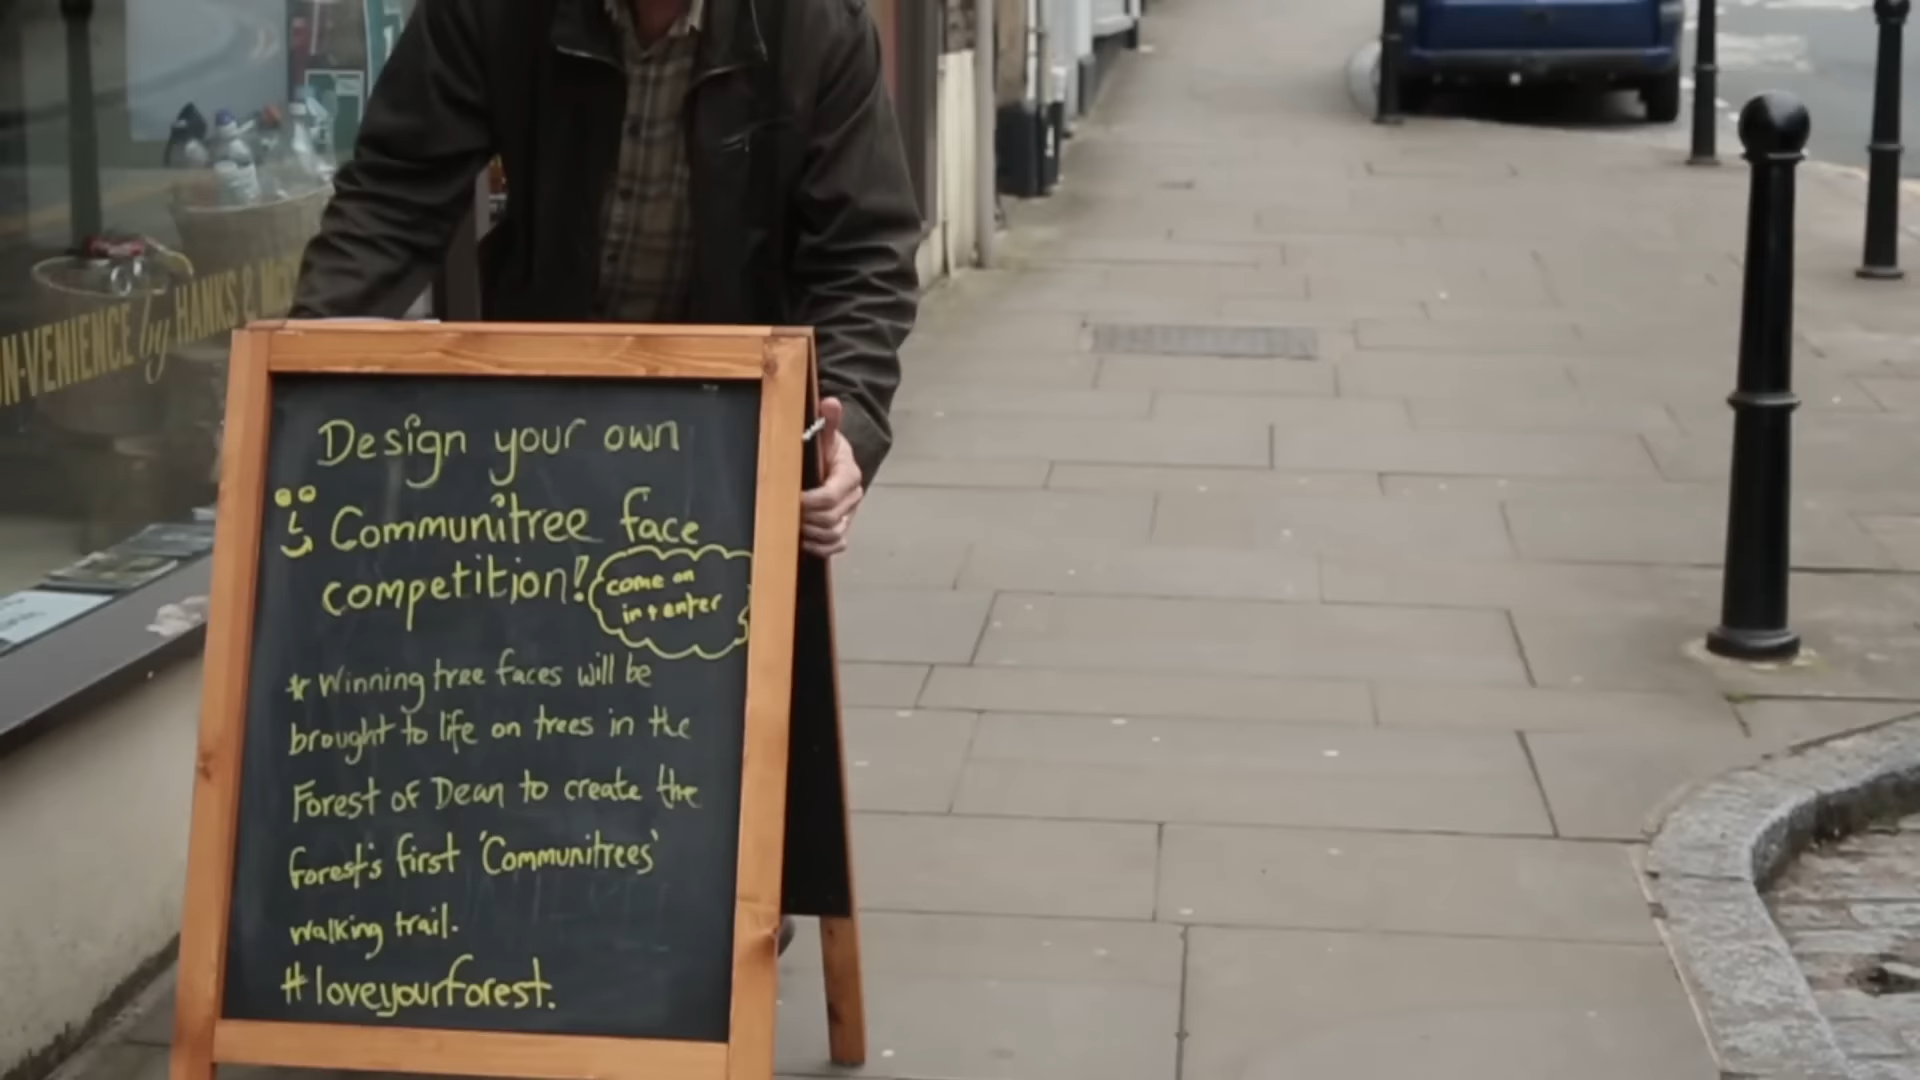 N-VENIENCE by HANKS &
Design your own
Communitree face
competition!
come on
in + enter
* Winning tree faces will be
brought to life on trees in the
Forest of Dean to create the
forest's first 'Communitrees'
walking trail.
#loveyourforest.